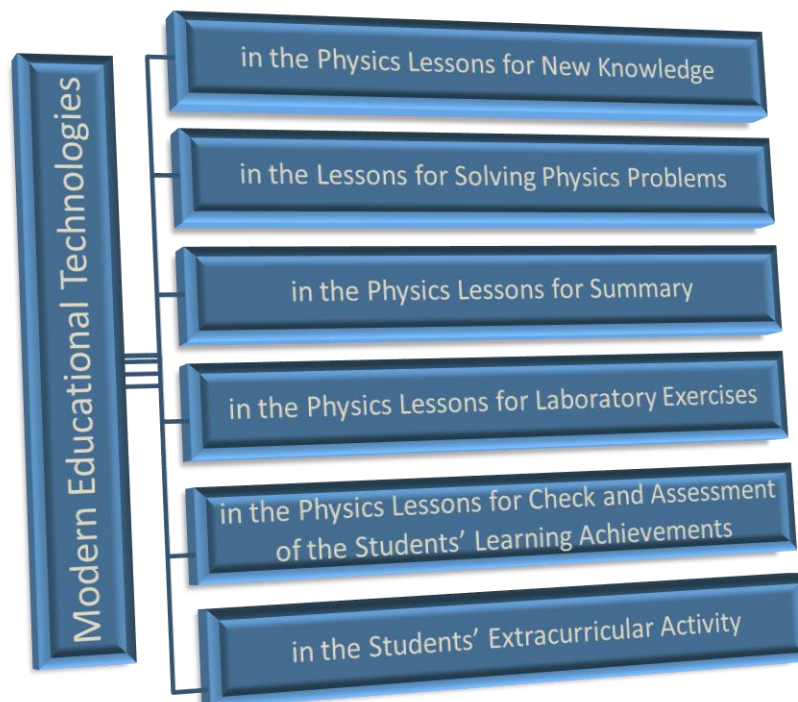 Modern Educational Technologies
in the Physics Lessons for New Knowledge
in the Lessons for Solving Physics Problems
in the Physics Lessons for Summary
in the Physics Lessons for Laboratory Exercises
in the Physics Lessons for Check and Assessment
of the Students’ Learning Achievements
in the Students’ Extracurricular Activity